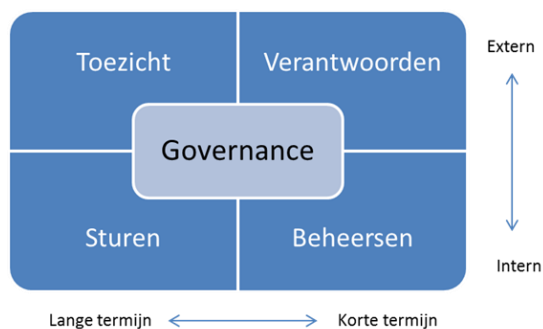 Toezicht
Verantwoorden
Extern
Governance
Sturen
Beheersen
Intern
Lange termijn
Korte termijn